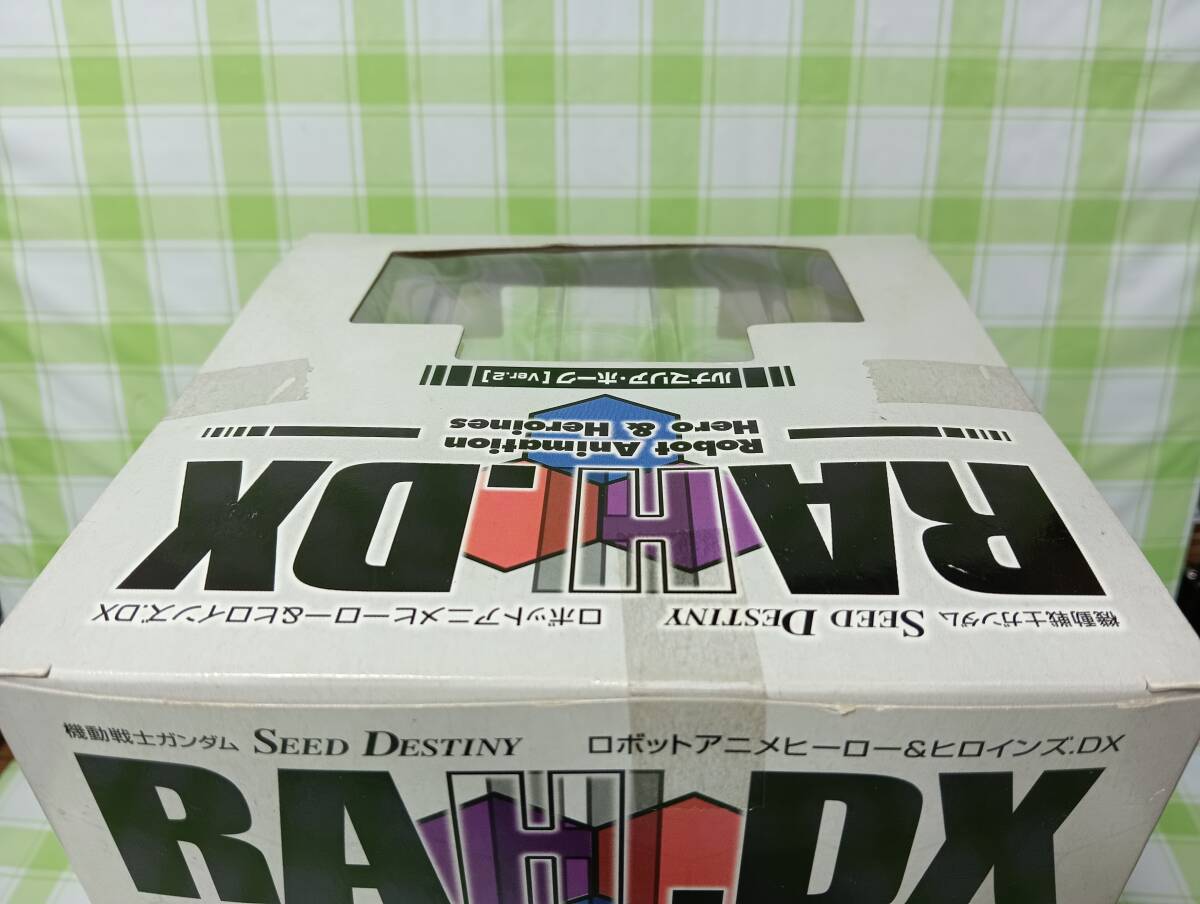 機動戦士ガンダム SEED DESTINY ロボットアニメヒーロー&ヒロインズ.DX
RAH.DX
Robot Animation
Hero & Heroines
ルナマリア・ホーク[Ver.2]
機動戦士ガンダム SEED DESTINY ロボットアニメヒーロー&ヒロインズ.DX
RAH.DX